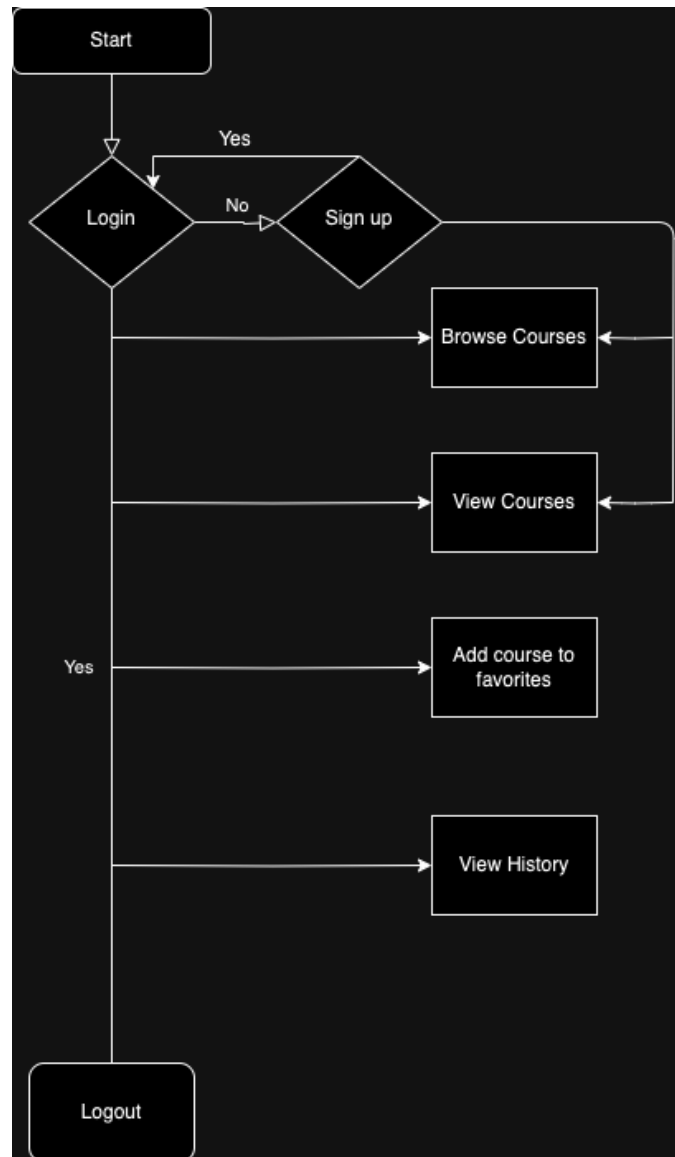 Start
Yes
Login
No
Sign up
Browse Courses
View Courses
Yes
Add course to
favorites
View History
Logout